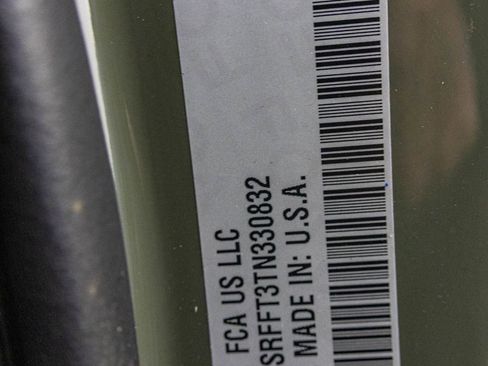 FCA US LLC
SRFFT3TN330832
MADE IN: U.S.A.